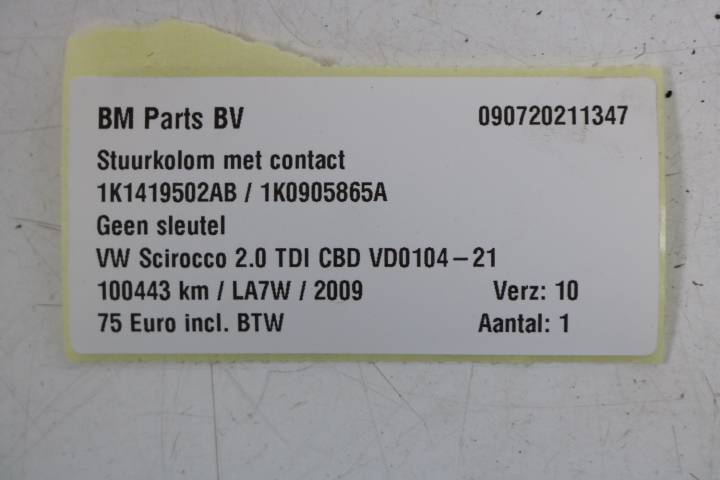 BM Parts BV 090720211347
Stuurkolom met contact
1K1419502AB / 1K0905865A
Geen sleutel
VW Scirocco 2.0 TDI CBD VD0104-21
100443 km / LA7W / 2009 Verz: 10
75 Euro incl. BTW Aantal: 1